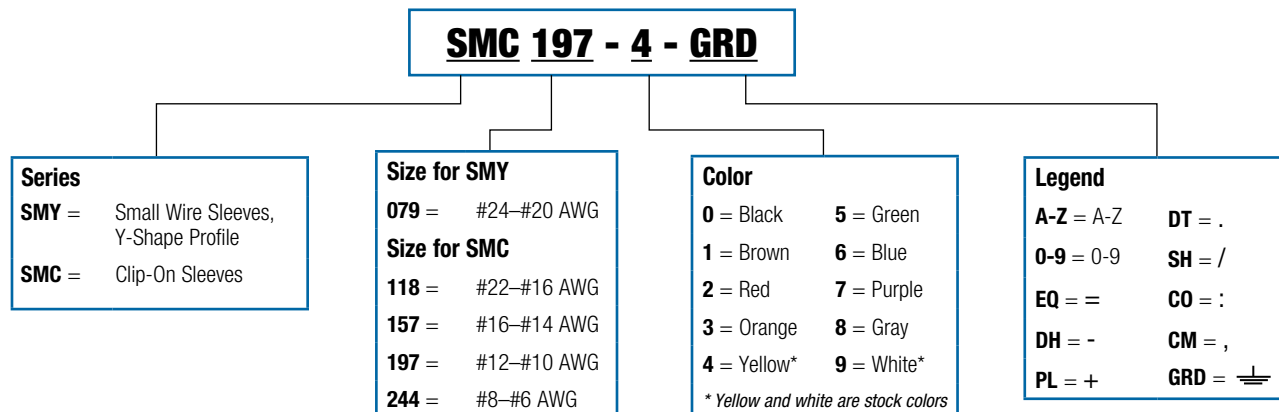 SMC 197 - 4 - GRD
Series
SMY = Small Wire Sleeves,
Y-Shape Profile
SMC = Clip-On Sleeves
Size for SMY
079 = #24–#20 AWG
Size for SMC
118 = #22–#16 AWG
157 = #16–#14 AWG
197 = #12–#10 AWG
244 = #8–#6 AWG
Color
0 = Black
1 = Brown
2 = Red
3 = Orange
4 = Yellow*
5 = Green
6 = Blue
7 = Purple
8 = Gray
9 = White*
* Yellow and white are stock colors
Legend
A-Z = A-Z
0-9 = 0-9
EQ = =
DH = -
PL = +
DT = .
SH = /
CO = :
CM = ,
GRD = ⏚